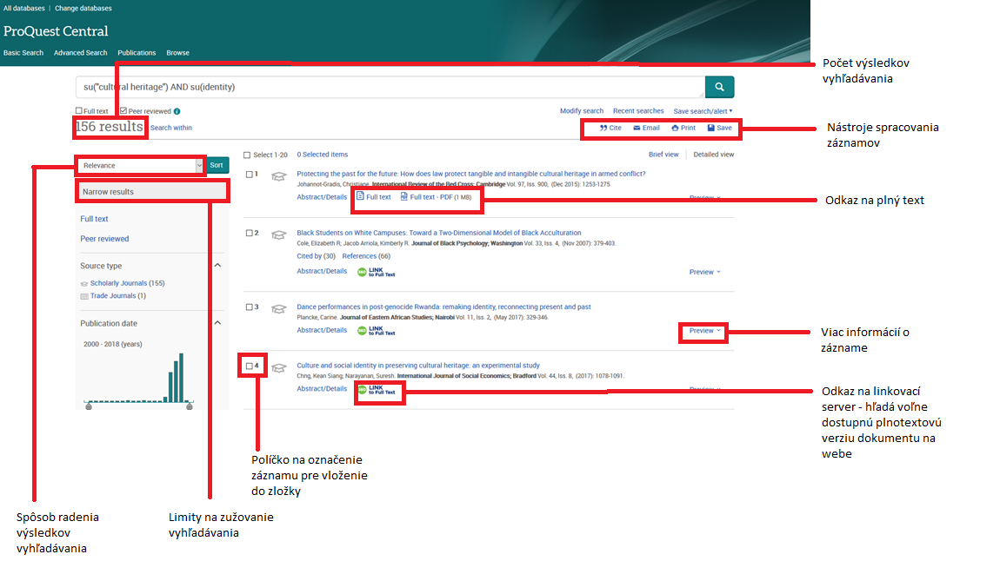 All databases | Change databases
ProQuest Central
Basic Search Advanced Search Publications Browse
Počet výsledkov
vyhľadávania
su("cultural heritage") AND su(identity)
Full text Peer reviewed
Modify search Recent searches Save search/alert
156 results Search within
Cite Email Print Save
Nástroje spracovania
záznamov
Select 1-20 0 Selected items
Brief view | Detailed view
Relevance Sort
Narrow results
Full text
Peer reviewed
Source type
Scholarly Journals (155)
Trade Journals (1)
Publication date
2000 - 2018 (years)
1 Protecting the past for the future: How does law protect tangible and intangible cultural heritage in armed conflict?
Johannot-Gradis, Christiane. International Review of the Red Cross; Cambridge Vol. 97, Iss. 900, (Dec 2015): 1253-1275.
Abstract/Details Full text Full text - PDF (1 MB) Preview
Odkaz na plný text
2 Black Students on White Campuses: Toward a Two-Dimensional Model of Black Acculturation
Cole, Elizabeth R; Jacob Arriola, Kimberly R. Journal of Black Psychology; Washington Vol. 33, Iss. 4, (Nov 2007): 379-403.
Cited by (30) References (66)
Abstract/Details 360 LINK to Full Text Preview
3 Dance performances in post-genocide Rwanda: remaking identity, reconnecting present and past
Plancke, Carine. Journal of Eastern African Studies; Nairobi Vol. 11, Iss. 2, (May 2017): 329-346.
Abstract/Details 360 LINK to Full Text Preview
Viac informácií o
zázname
4 Culture and social identity in preserving cultural heritage: an experimental study
Chng, Kean Siang; Narayanan, Suresh. International Journal of Social Economics; Bradford Vol. 44, Iss. 8, (2017): 1078-1091.
Abstract/Details 360 LINK to Full Text Preview
Odkaz na linkovací
server - hľadá voľne
dostupnú plnotextovú
verziu dokumentu na
webe
Políčko na označenie
záznamu pre vloženie
do zložky
Spôsob radenia
výsledkov
vyhľadávania
Limity na zužovanie
vyhľadávania